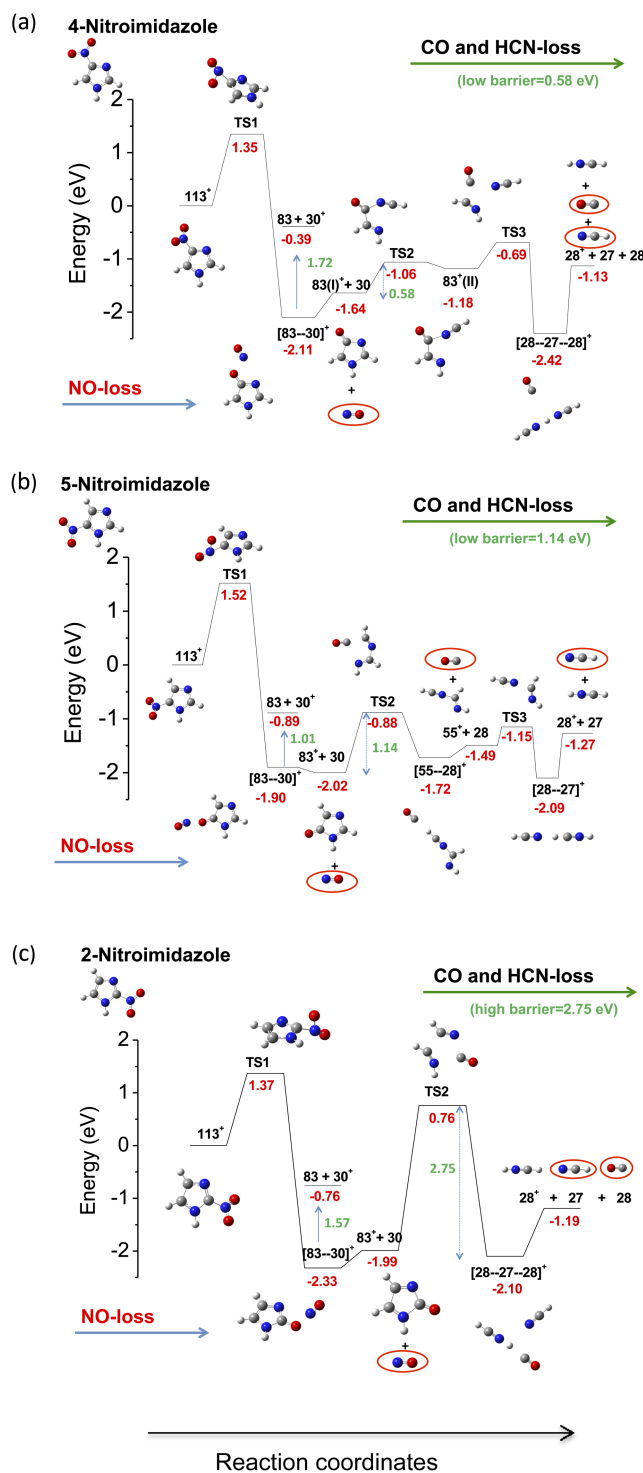 (a)
4-Nitroimidazole
CO and HCN-loss
(low barrier=0.58 eV)
Energy (eV)
2
1
0
-1
-2
113⁺
TS1
1.35
83 + 30⁺
-0.39
1.72
[83--30]⁺
-2.11
83(I)⁺ + 30
-1.64
TS2
-1.06
0.58
83⁺(II)
-1.18
TS3
-0.69
+
+
28⁺ + 27 + 28
-1.13
[28--27--28]⁺
-2.42
+
NO-loss
(b)
5-Nitroimidazole
CO and HCN-loss
(low barrier=1.14 eV)
Energy (eV)
2
1
0
-1
-2
113⁺
TS1
1.52
83 + 30⁺
-0.89
1.01
[83--30]⁺
-1.90
83⁺ + 30
-2.02
TS2
-0.88
1.14
[55--28]⁺
-1.72
+
55⁺ + 28
-1.49
TS3
-1.15
+
28⁺ + 27
-1.27
[28--27]⁺
-2.09
+
NO-loss
(c)
2-Nitroimidazole
CO and HCN-loss
(high barrier=2.75 eV)
Energy (eV)
2
1
0
-1
-2
113⁺
TS1
1.37
83 + 30⁺
-0.76
1.57
[83--30]⁺
-2.33
83⁺ + 30
-1.99
TS2
0.76
2.75
[28--27--28]⁺
-2.10
28⁺ + 27 + 28
-1.19
+
NO-loss
Reaction coordinates